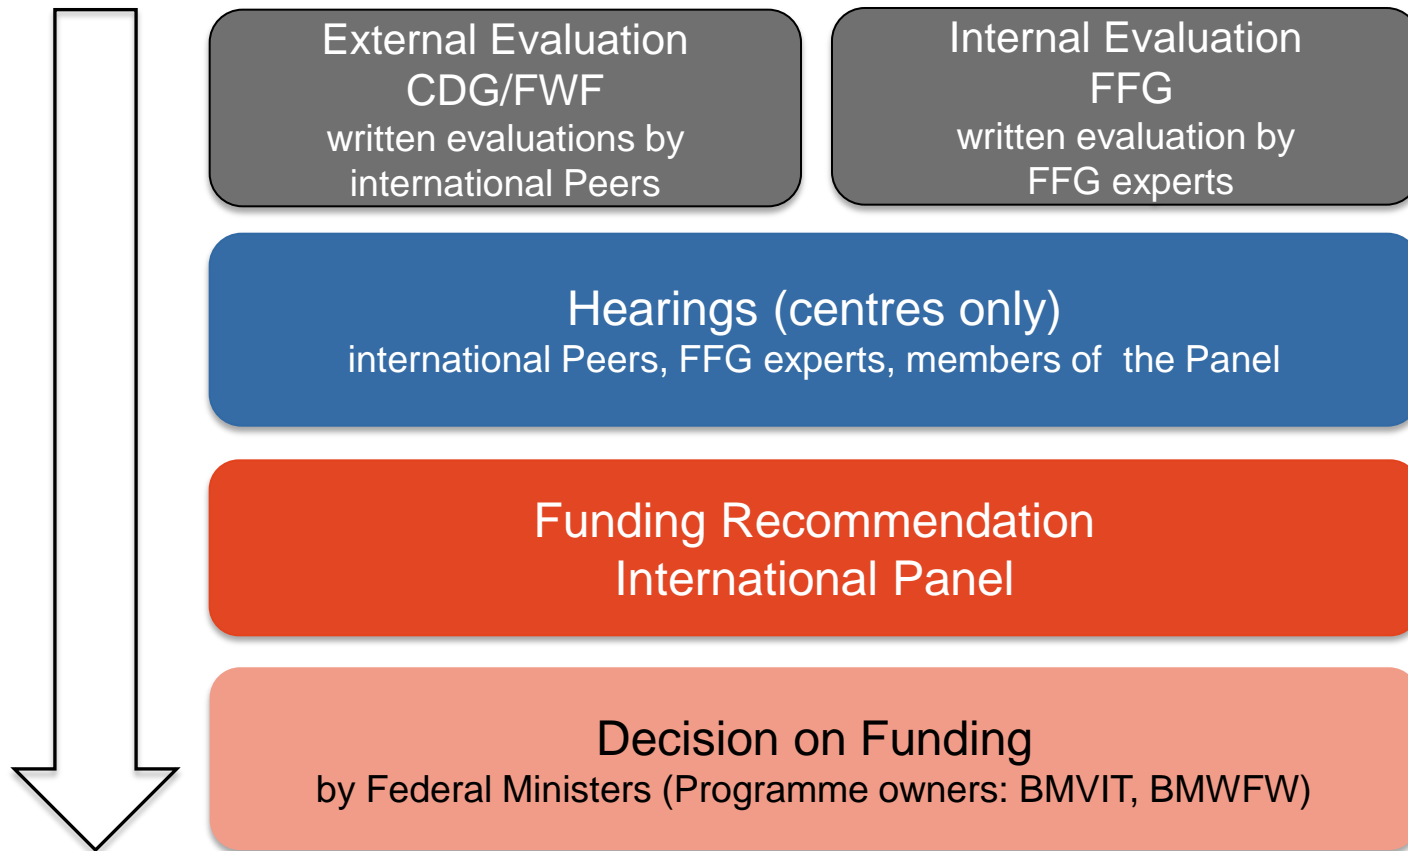 External Evaluation
CDG/FWF
written evaluations by
international Peers
Internal Evaluation
FFG
written evaluation by
FFG experts
Hearings (centres only)
international Peers, FFG experts, members of  the Panel
Funding Recommendation
International Panel
Decision on Funding
by Federal Ministers (Programme owners: BMVIT, BMWFW)